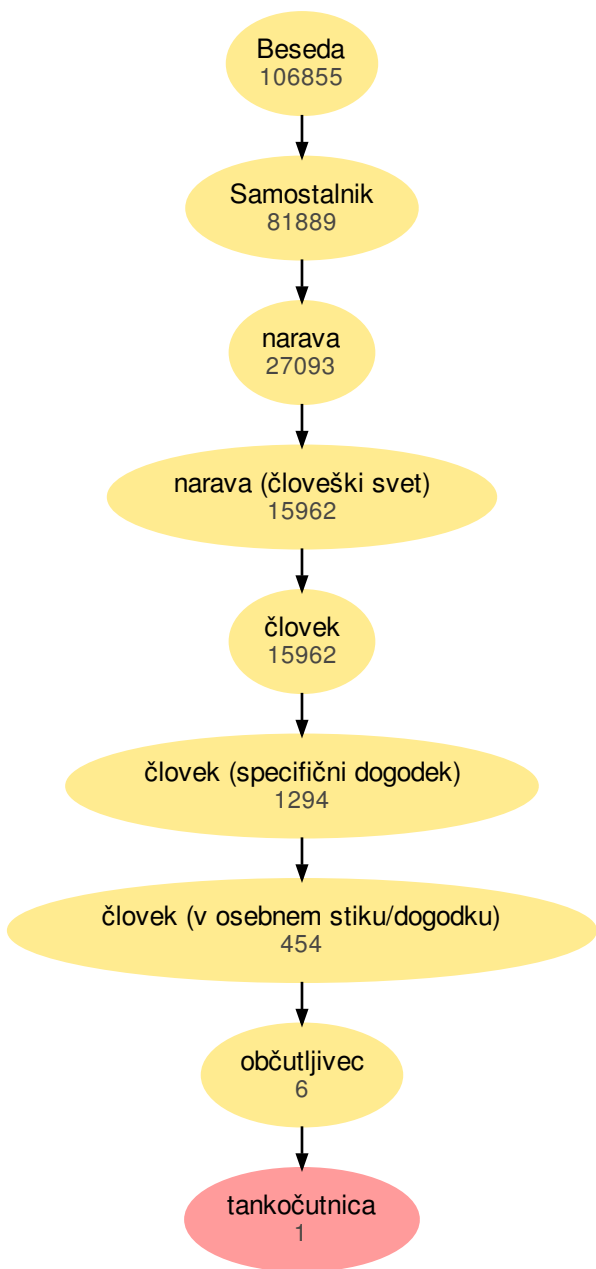 Beseda
106855
Samostalnik
81889
narava
27093
narava (človeški svet)
15962
človek
15962
človek (specifični dogodek)
1294
človek (v osebnem stiku/dogodku)
454
občutljivec
6
tankočutnica
1